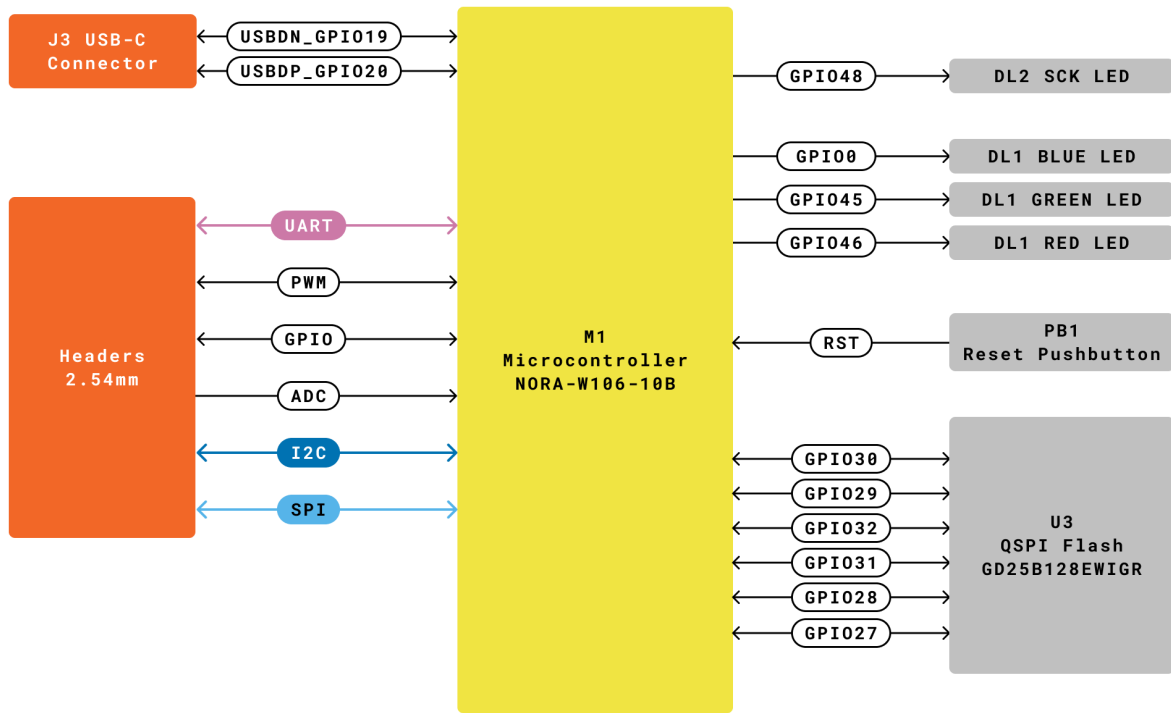 J3 USB-C
Connector
USBDN_GPIO19
USBDP_GPIO20
Headers
2.54mm
UART
PWM
GPIO
ADC
I2C
SPI
M1
Microcontroller
NORA-W106-10B
GPIO48
DL2 SCK LED
GPIO0
DL1 BLUE LED
GPIO45
DL1 GREEN LED
GPIO46
DL1 RED LED
RST
PB1
Reset Pushbutton
GPIO30
GPIO29
GPIO32
GPIO31
GPIO28
GPIO27
U3
QSPI Flash
GD25B128EWIGR